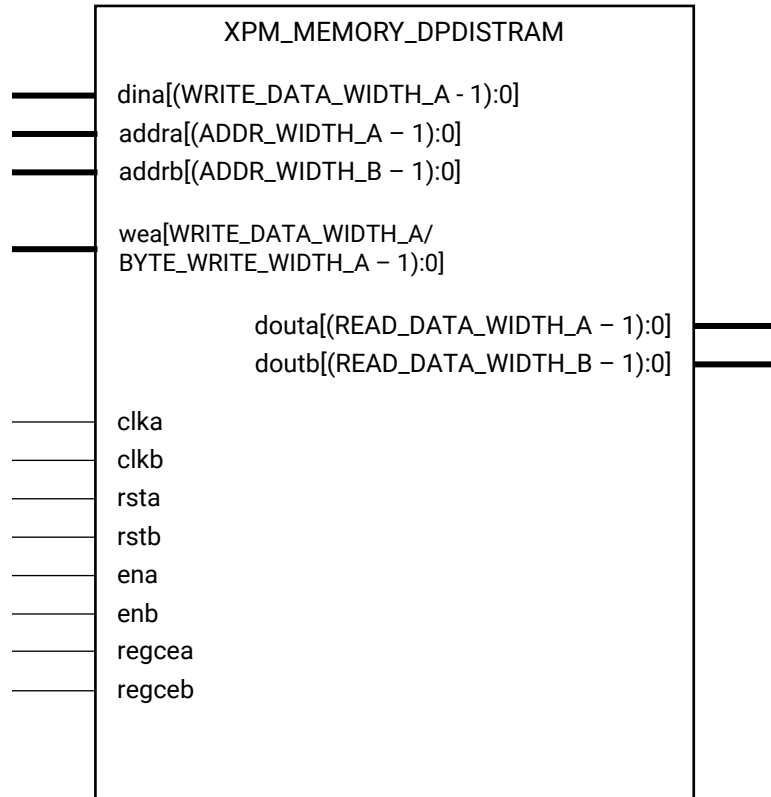 XPM_MEMORY_DPDISTRAM
dina[(WRITE_DATA_WIDTH_A - 1):0]
addra[(ADDR_WIDTH_A – 1):0]
addrb[(ADDR_WIDTH_B – 1):0]
wea[WRITE_DATA_WIDTH_A/
BYTE_WRITE_WIDTH_A – 1):0]
douta[(READ_DATA_WIDTH_A – 1):0]
doutb[(READ_DATA_WIDTH_B – 1):0]
clka
clkb
rsta
rstb
ena
enb
regcea
regceb